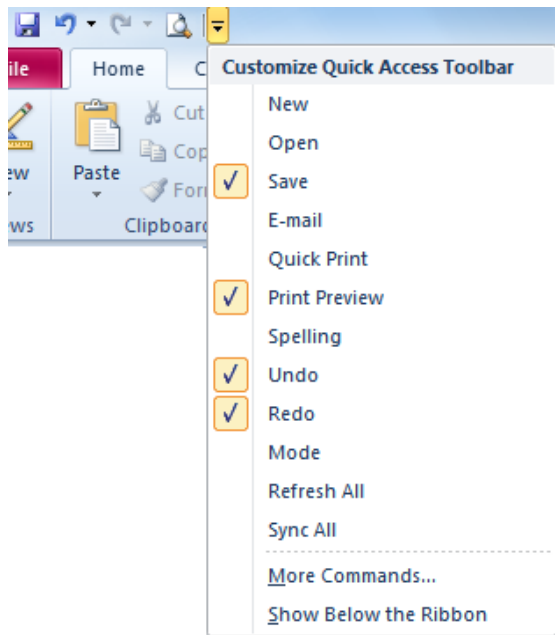 ile Home C
Customize Quick Access Toolbar
New
Cut
Open
Cop
ew Paste
Save
For
E-mail
ws Clipboard
Quick Print
Print Preview
Spelling
Undo
Redo
Mode
Refresh All
Sync All
More Commands...
Show Below the Ribbon